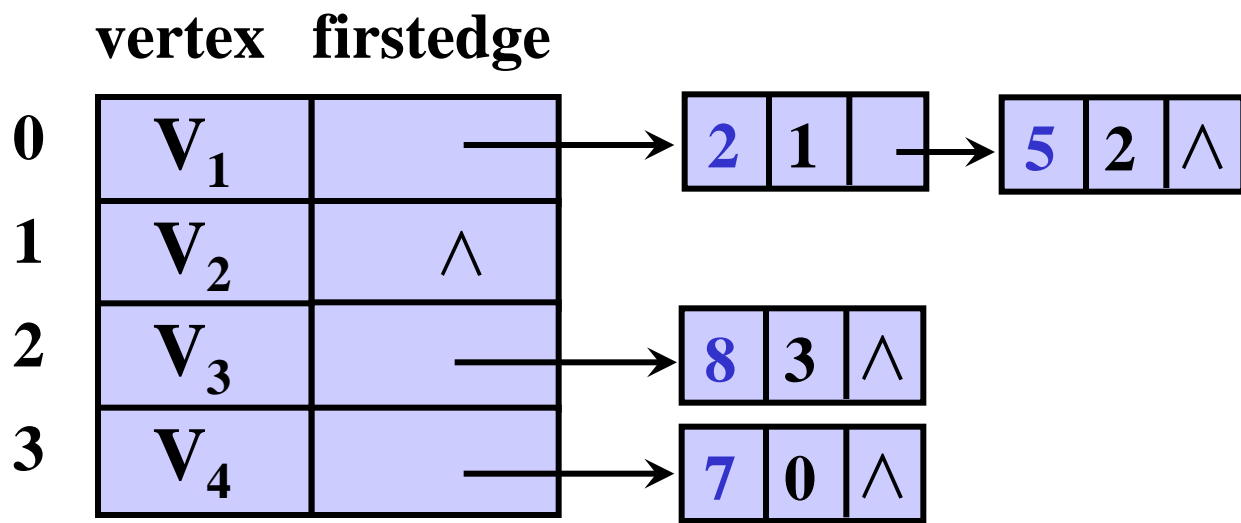 vertex firstedge
0 V1 2 1 5 2 ∧
1 V2 ∧
2 V3 8 3 ∧
3 V4 7 0 ∧